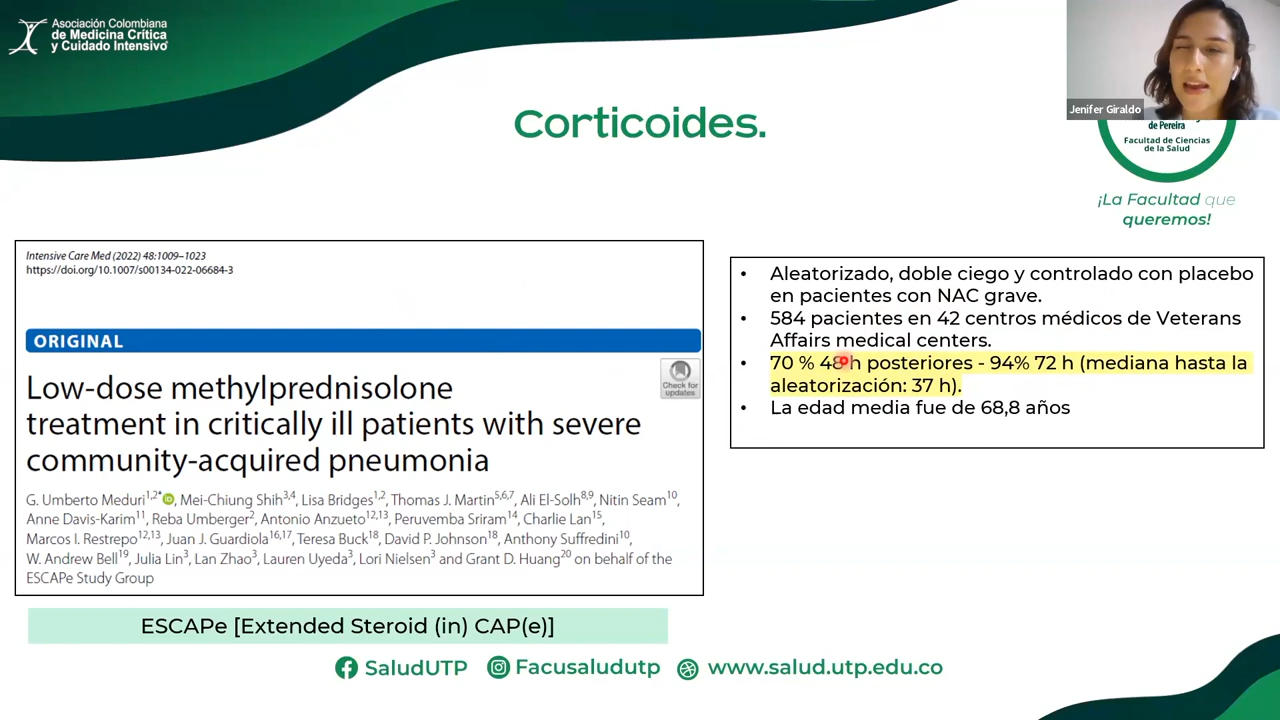 Asociación Colombiana
de Medicina Crítica
y Cuidado Intensivo
Jenifer Giraldo
de Pereira
Facultad de Ciencias
de la Salud
¡La Facultad que
queremos!
Corticoides.
Intensive Care Med (2022) 48:1009–1023
https://doi.org/10.1007/s00134-022-06684-3
ORIGINAL
Check for
updates
Low-dose methylprednisolone
treatment in critically ill patients with severe
community-acquired pneumonia
G. Umberto Meduri1,2*, Mei-Chiung Shih3,4, Lisa Bridges1,2, Thomas J. Martin5,6,7, Ali El-Solh8,9, Nitin Seam10,
Anne Davis-Karim11, Reba Umberger2, Antonio Anzueto12,13, Peruvemba Sriram14, Charlie Lan15,
Marcos I. Restrepo12,13, Juan J. Guardiola16,17, Teresa Buck18, David P. Johnson18, Anthony Suffredini10,
W. Andrew Bell19, Julia Lin3, Lan Zhao3, Lauren Uyeda3, Lori Nielsen3 and Grant D. Huang20 on behalf of the
ESCAPe Study Group
ESCAPe [Extended Steroid (in) CAP(e)]
• Aleatorizado, doble ciego y controlado con placebo
en pacientes con NAC grave.
• 584 pacientes en 42 centros médicos de Veterans
Affairs medical centers.
• 70 % 48 h posteriores - 94% 72 h (mediana hasta la
aleatorización: 37 h).
• La edad media fue de 68,8 años
SaludUTP Facusaludutp www.salud.utp.edu.co